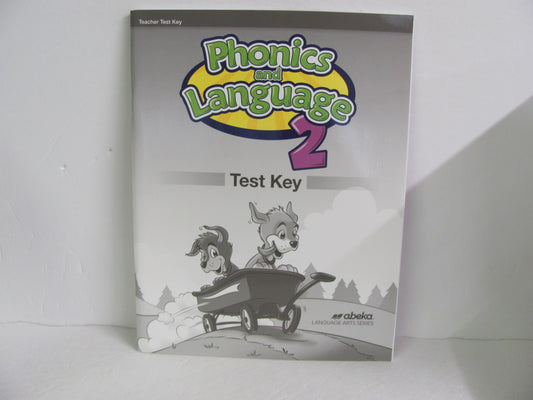 Teacher Test Key
Phonics
and
Language
2
Test Key
abeka
LANGUAGE ARTS SERIES